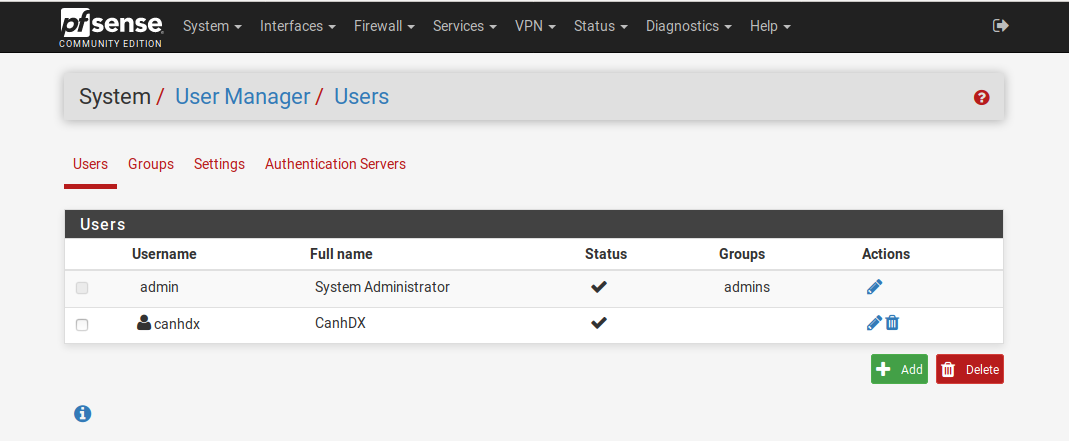 pfsense
COMMUNITY EDITION
System Interfaces Firewall Services VPN Status Diagnostics Help
System / User Manager / Users
Users Groups Settings Authentication Servers
Users
Username Full name Status Groups Actions
admin System Administrator admins
canhdx CanhDX
Add Delete